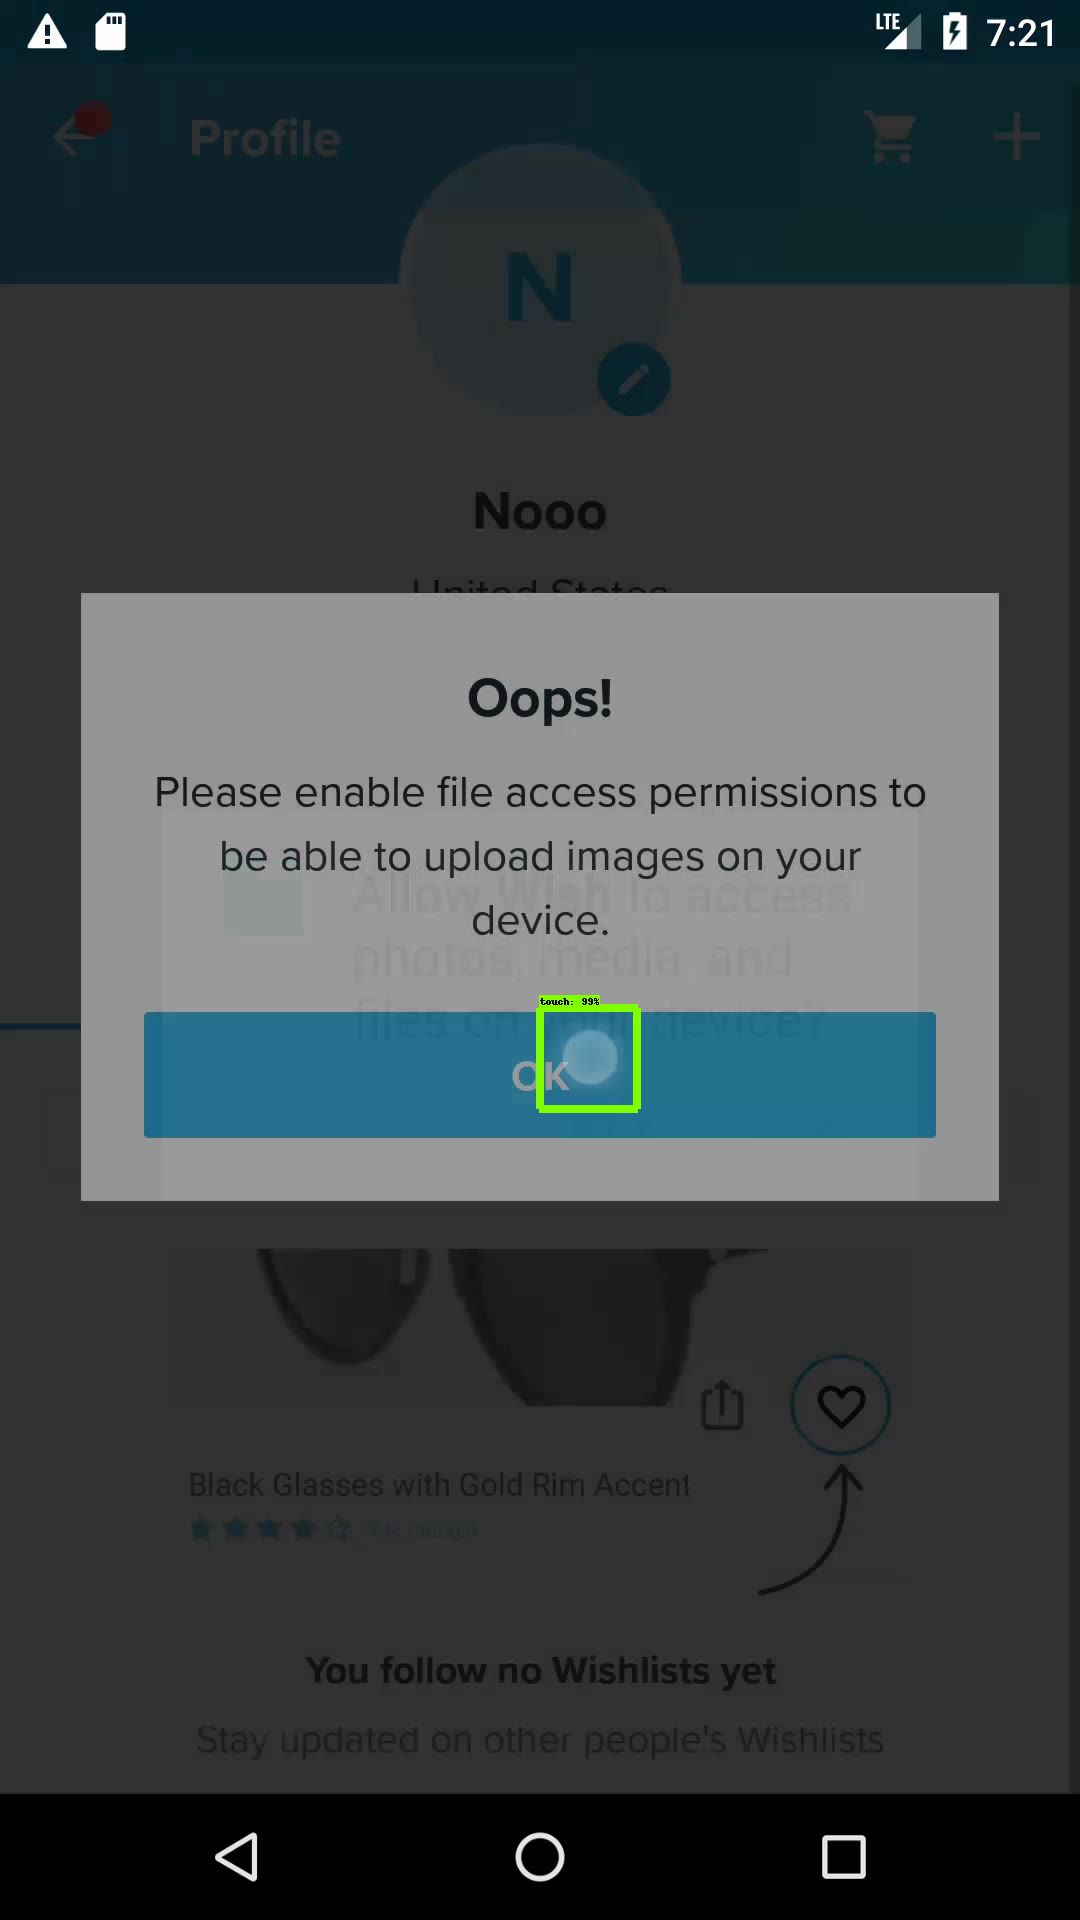 LTE 7:21
Profile
N
Nooo
United States
Oops!
Please enable file access permissions to
be able to upload images on your
device.
Allow Wish to access
photos, media, and
files on your device?
touch: 99%
OK
Black Glasses with Gold Rim Accent
You follow no Wishlists yet
Stay updated on other people's Wishlists